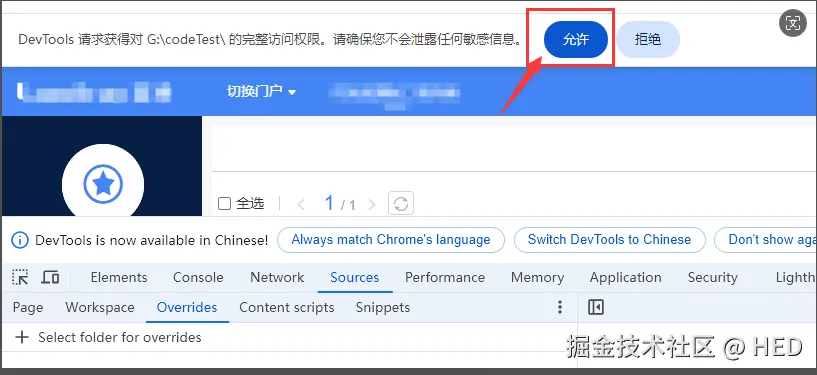 DevTools 请求获得对 G:\codeTest\ 的完整访问权限。请确保您不会泄露任何敏感信息。 允许 拒绝
切换门户
全选 1 / 1
DevTools is now available in Chinese! Always match Chrome's language Switch DevTools to Chinese Don't show aga
Elements Console Network Sources Performance Memory Application Security Lighth
Page Workspace Overrides Content scripts Snippets
Select folder for overrides
掘金技术社区 @ HED